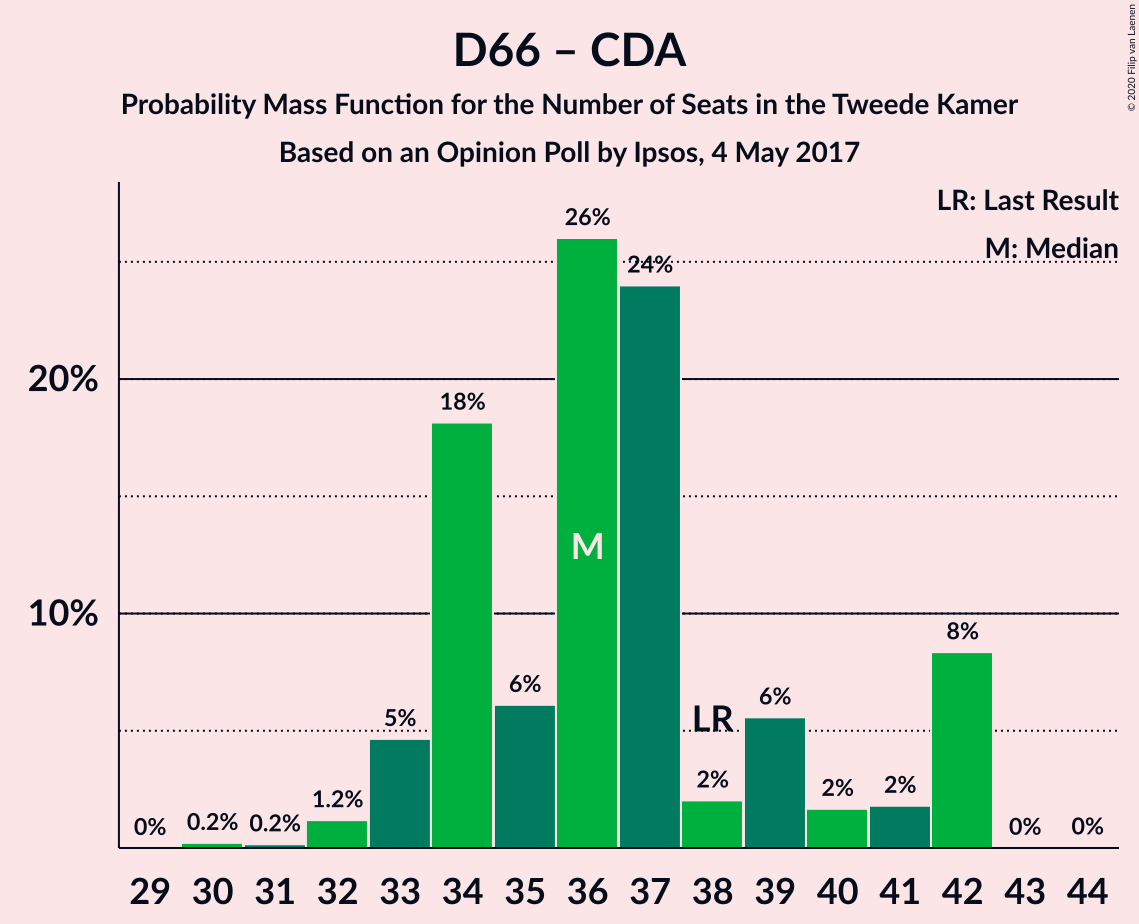 D66 – CDA
Probability Mass Function for the Number of Seats in the Tweede Kamer
Based on an Opinion Poll by Ipsos, 4 May 2017
© 2020 Filip van Laenen
LR: Last Result
M: Median
20%
10%
0%
0.2%
0.2%
1.2%
5%
18%
6%
26%
24%
2%
6%
2%
2%
8%
0%
0%
M
LR
29 30 31 32 33 34 35 36 37 38 39 40 41 42 43 44